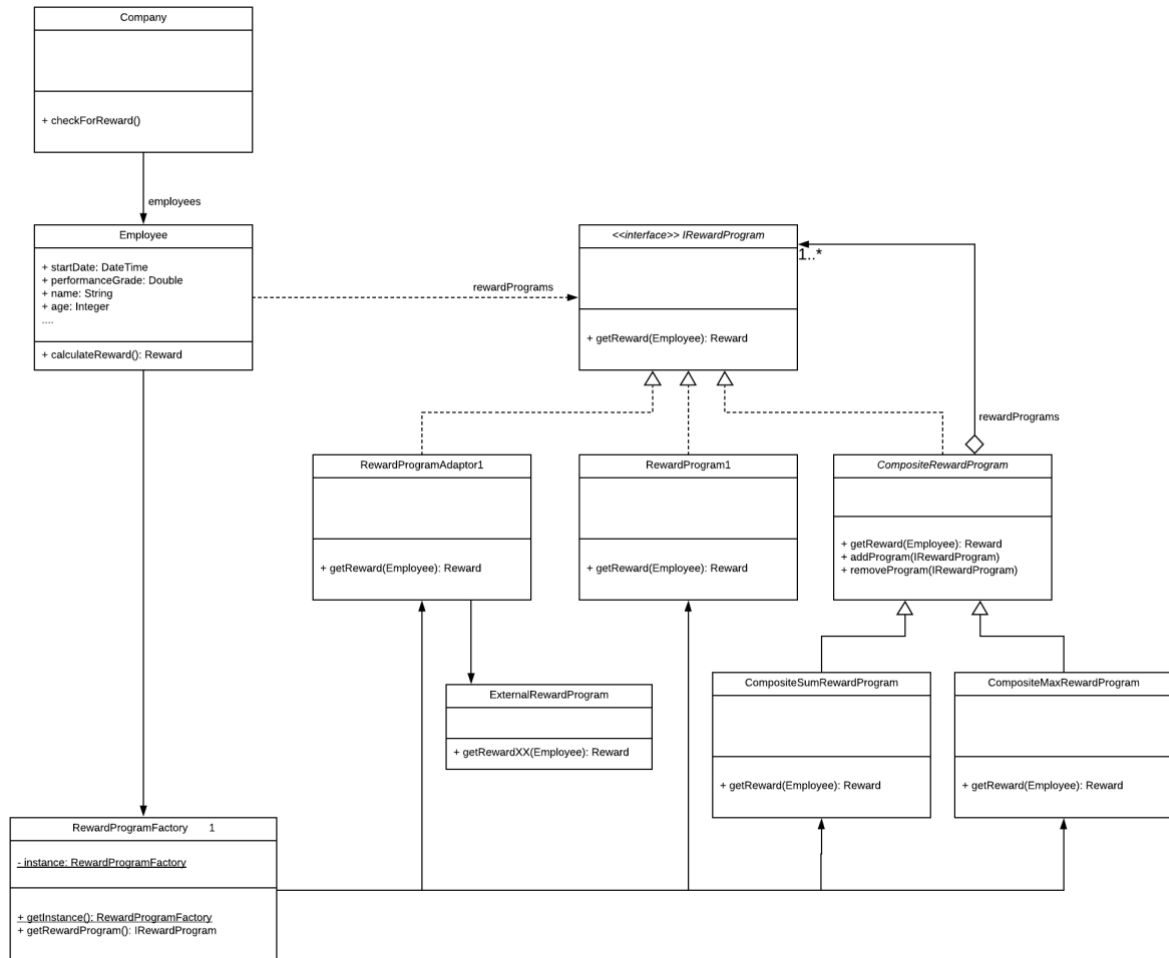 Company
+ checkForReward()
employees
Employee
+ startDate: DateTime
+ performanceGrade: Double
+ name: String
+ age: Integer
....
+ calculateReward(): Reward
rewardPrograms
<<interface>> IRewardProgram
+ getReward(Employee): Reward
1..*
rewardPrograms
RewardProgramAdaptor1
+ getReward(Employee): Reward
RewardProgram1
+ getReward(Employee): Reward
CompositeRewardProgram
+ getReward(Employee): Reward
+ addProgram(IRewardProgram)
+ removeProgram(IRewardProgram)
ExternalRewardProgram
+ getRewardXX(Employee): Reward
CompositeSumRewardProgram
+ getReward(Employee): Reward
CompositeMaxRewardProgram
+ getReward(Employee): Reward
RewardProgramFactory 1
- instance: RewardProgramFactory
+ getInstance(): RewardProgramFactory
+ getRewardProgram(): IRewardProgram